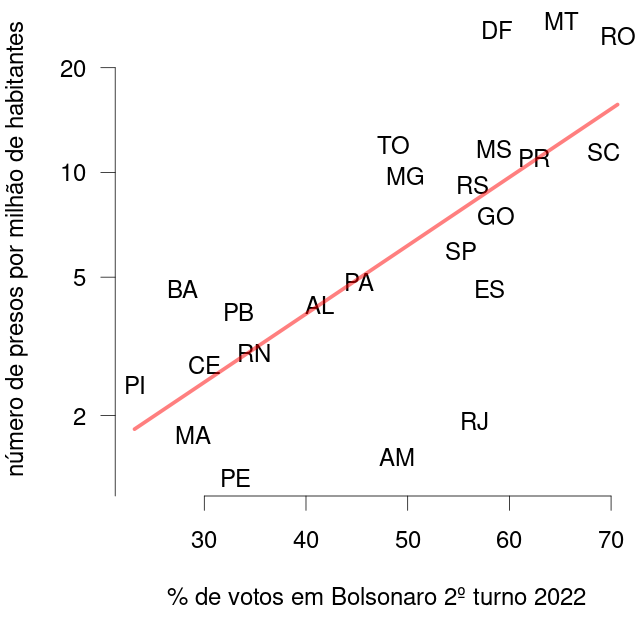 número de presos por milhão de habitantes
20
10
5
2
DF
MT
RO
TO
MS
PR
SC
MG
RS
GO
SP
BA
PA
ES
PB
AL
CE
RN
PI
MA
RJ
PE
AM
30 40 50 60 70
% de votos em Bolsonaro 2º turno 2022